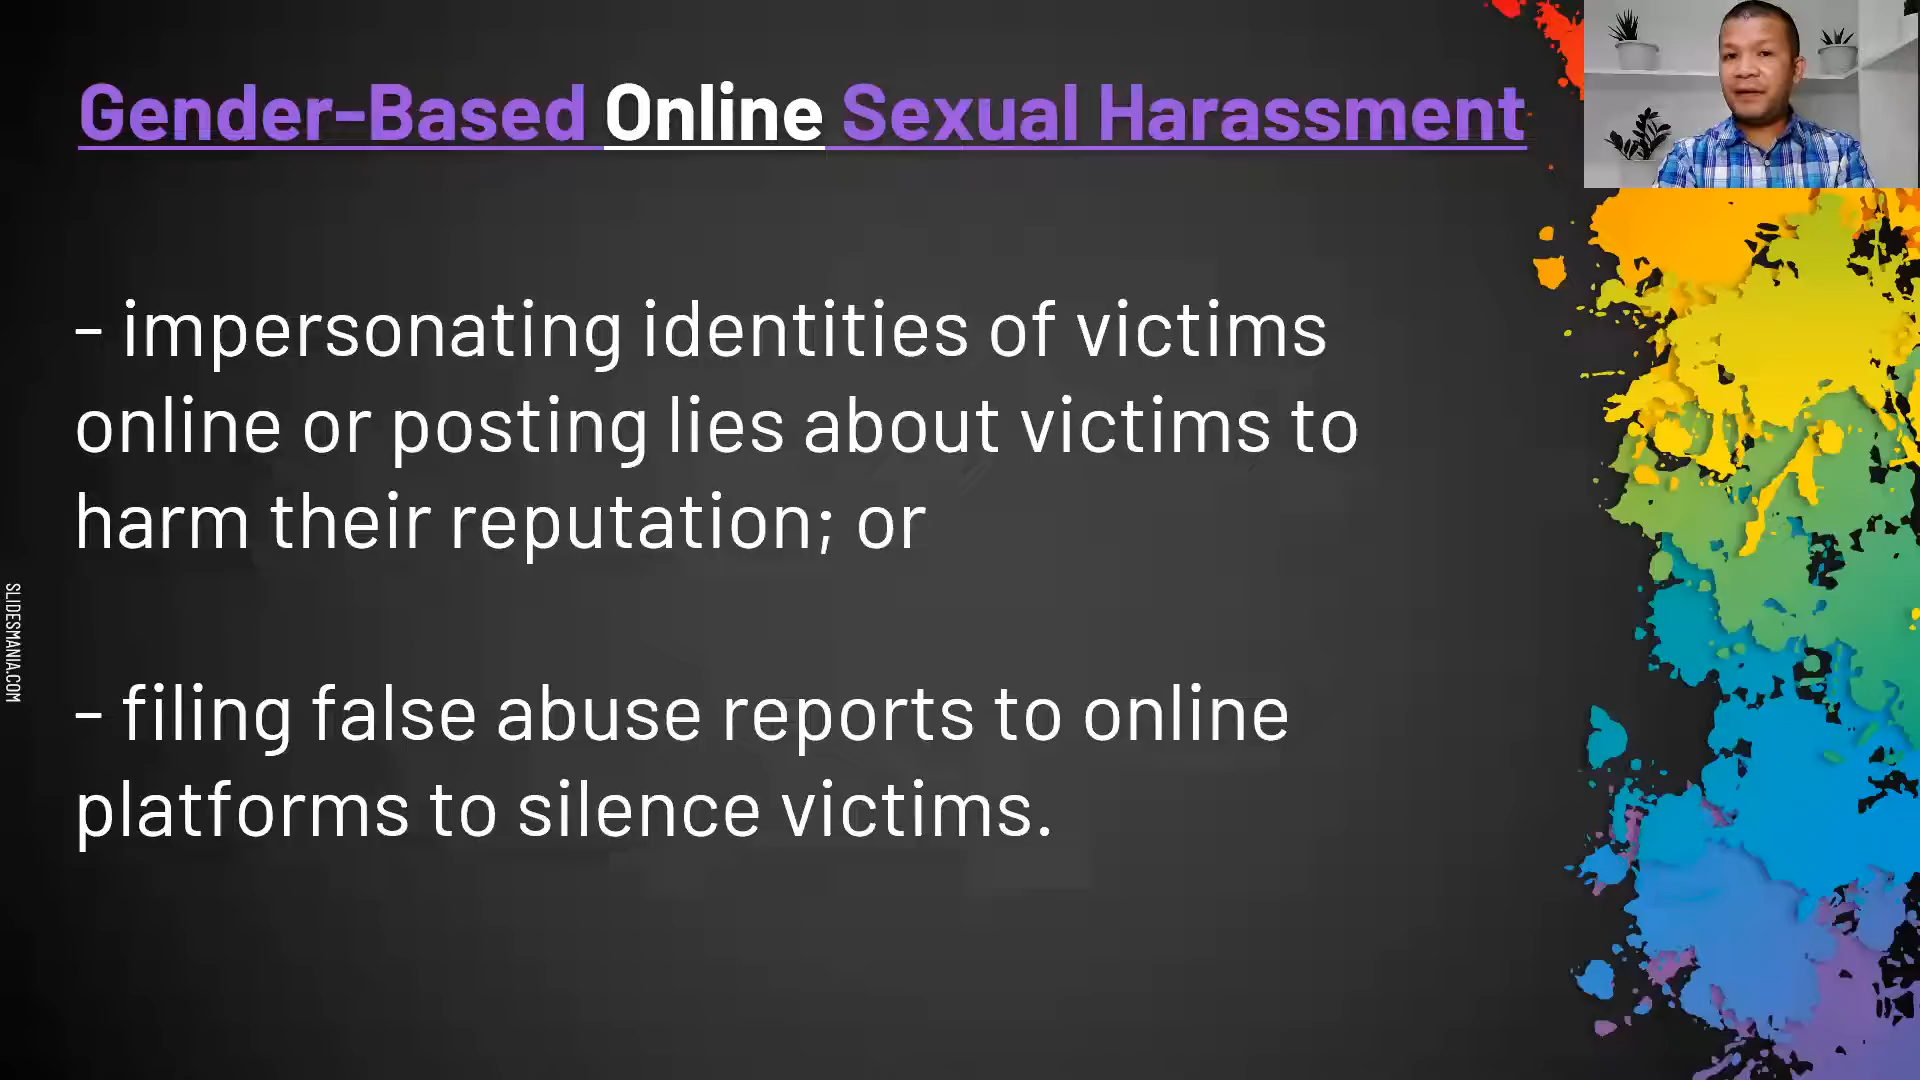 Gender-Based Online Sexual Harassment
- impersonating identities of victims
online or posting lies about victims to
harm their reputation; or
- filing false abuse reports to online
platforms to silence victims.
SLIDESMANIA.COM